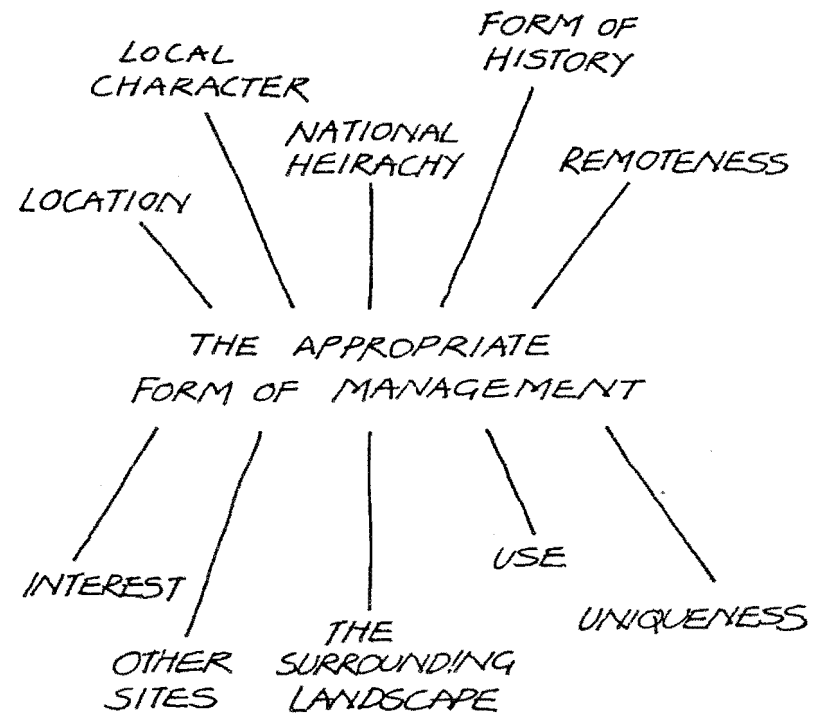 FORM OF
HISTORY
LOCAL
CHARACTER
NATIONAL
HEIRACHY
REMOTENESS
LOCATION
THE APPROPRIATE
FORM OF MANAGEMENT
INTEREST
USE
UNIQUENESS
OTHER
SITES
THE
SURROUNDING
LANDSCAPE